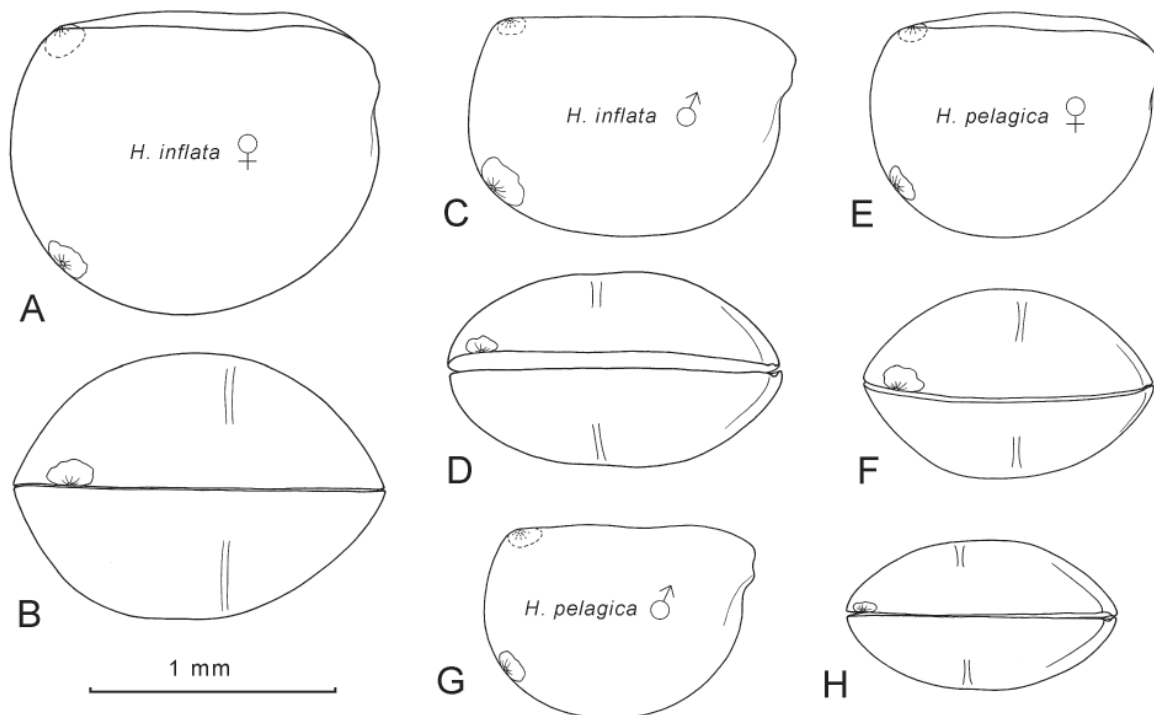 H. inflata ♀
A
H. inflata ♂
C
H. pelagica ♀
E
B
D
F
1 mm
H. pelagica ♂
G
H